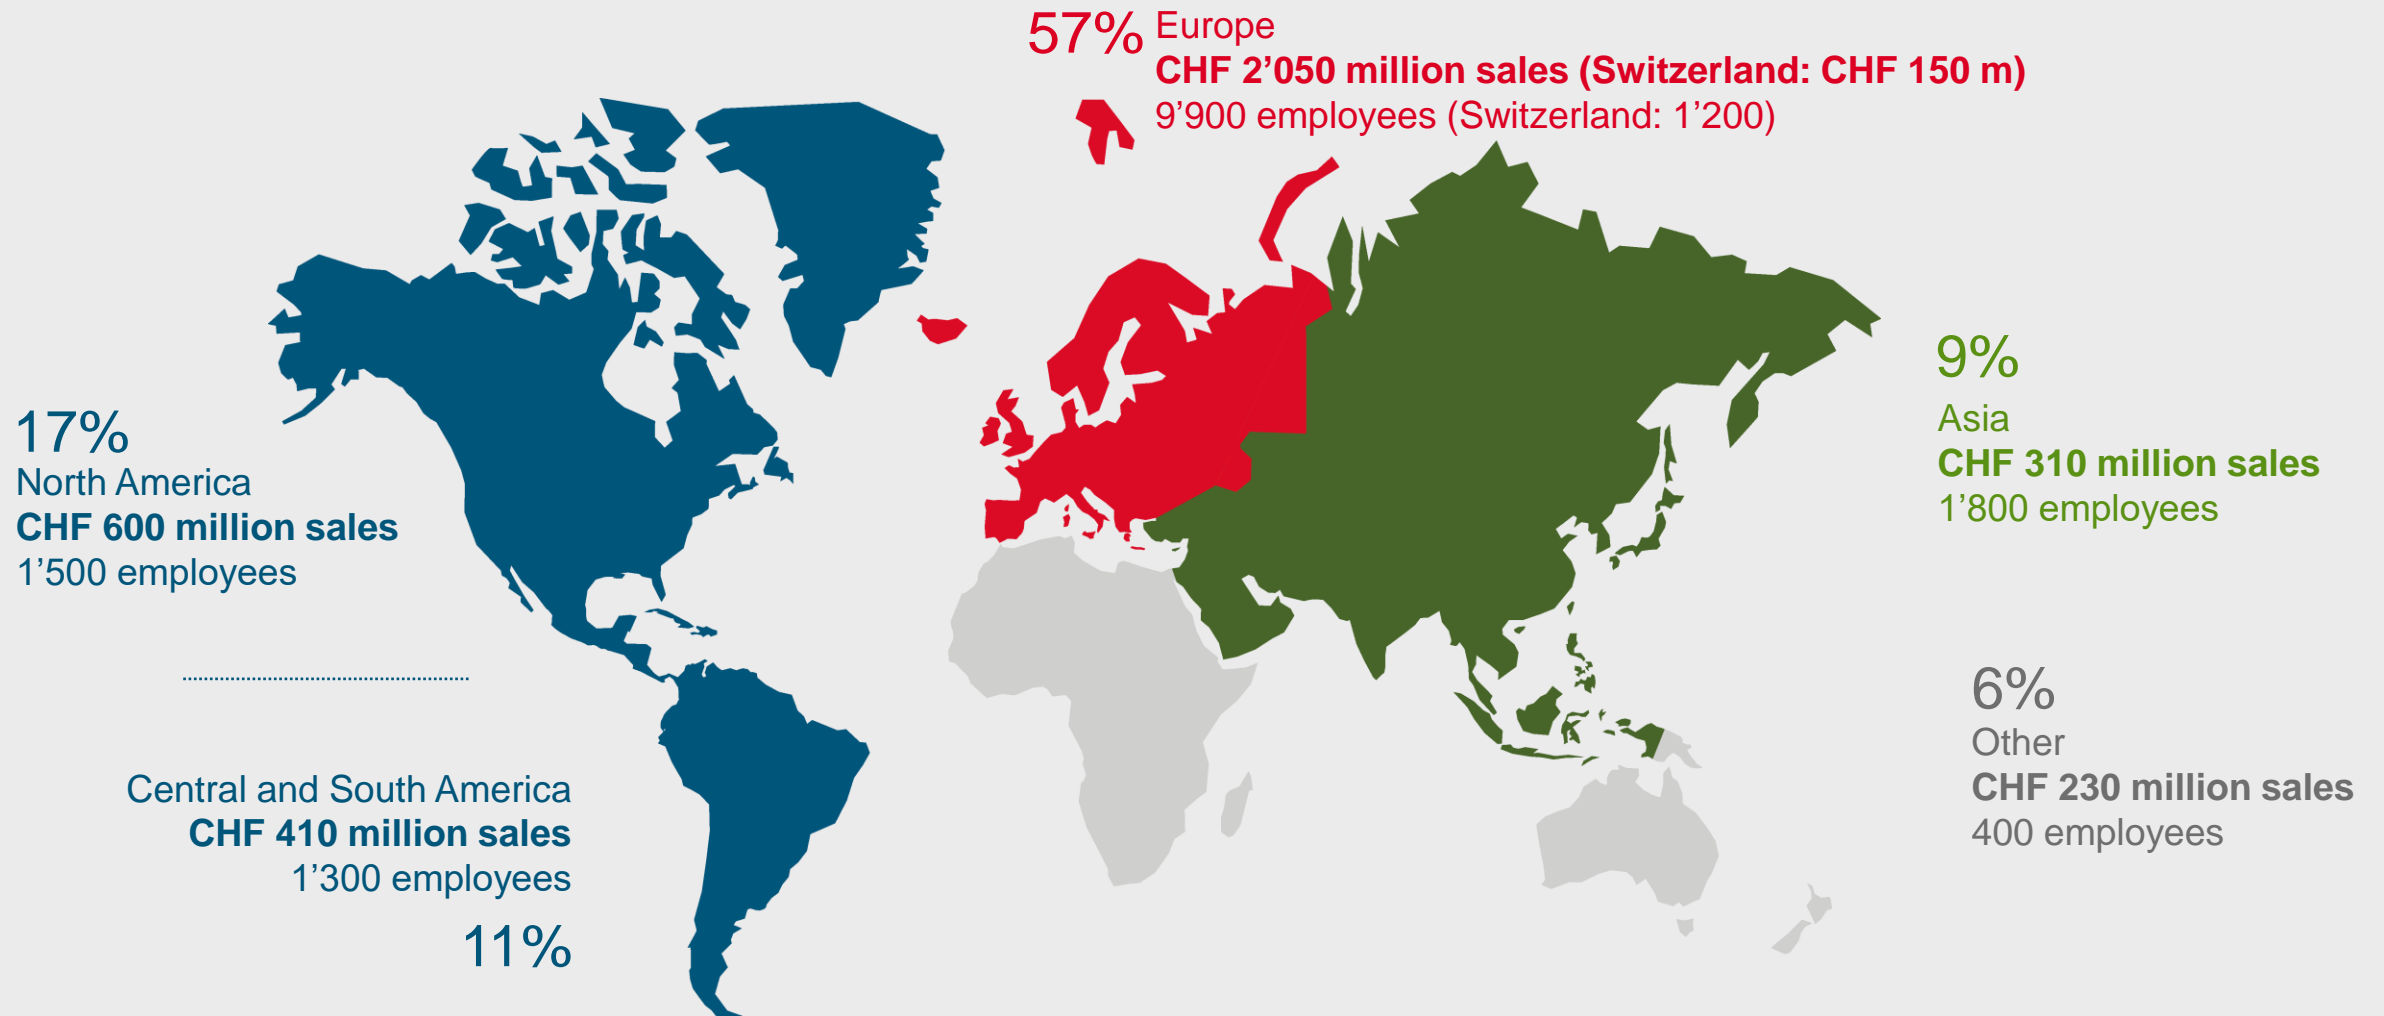 57% Europe
CHF 2’050 million sales (Switzerland: CHF 150 m)
9’900 employees (Switzerland: 1’200)
17%
North America
CHF 600 million sales
1’500 employees
9%
Asia
CHF 310 million sales
1’800 employees
6%
Other
CHF 230 million sales
400 employees
Central and South America
CHF 410 million sales
1’300 employees
11%